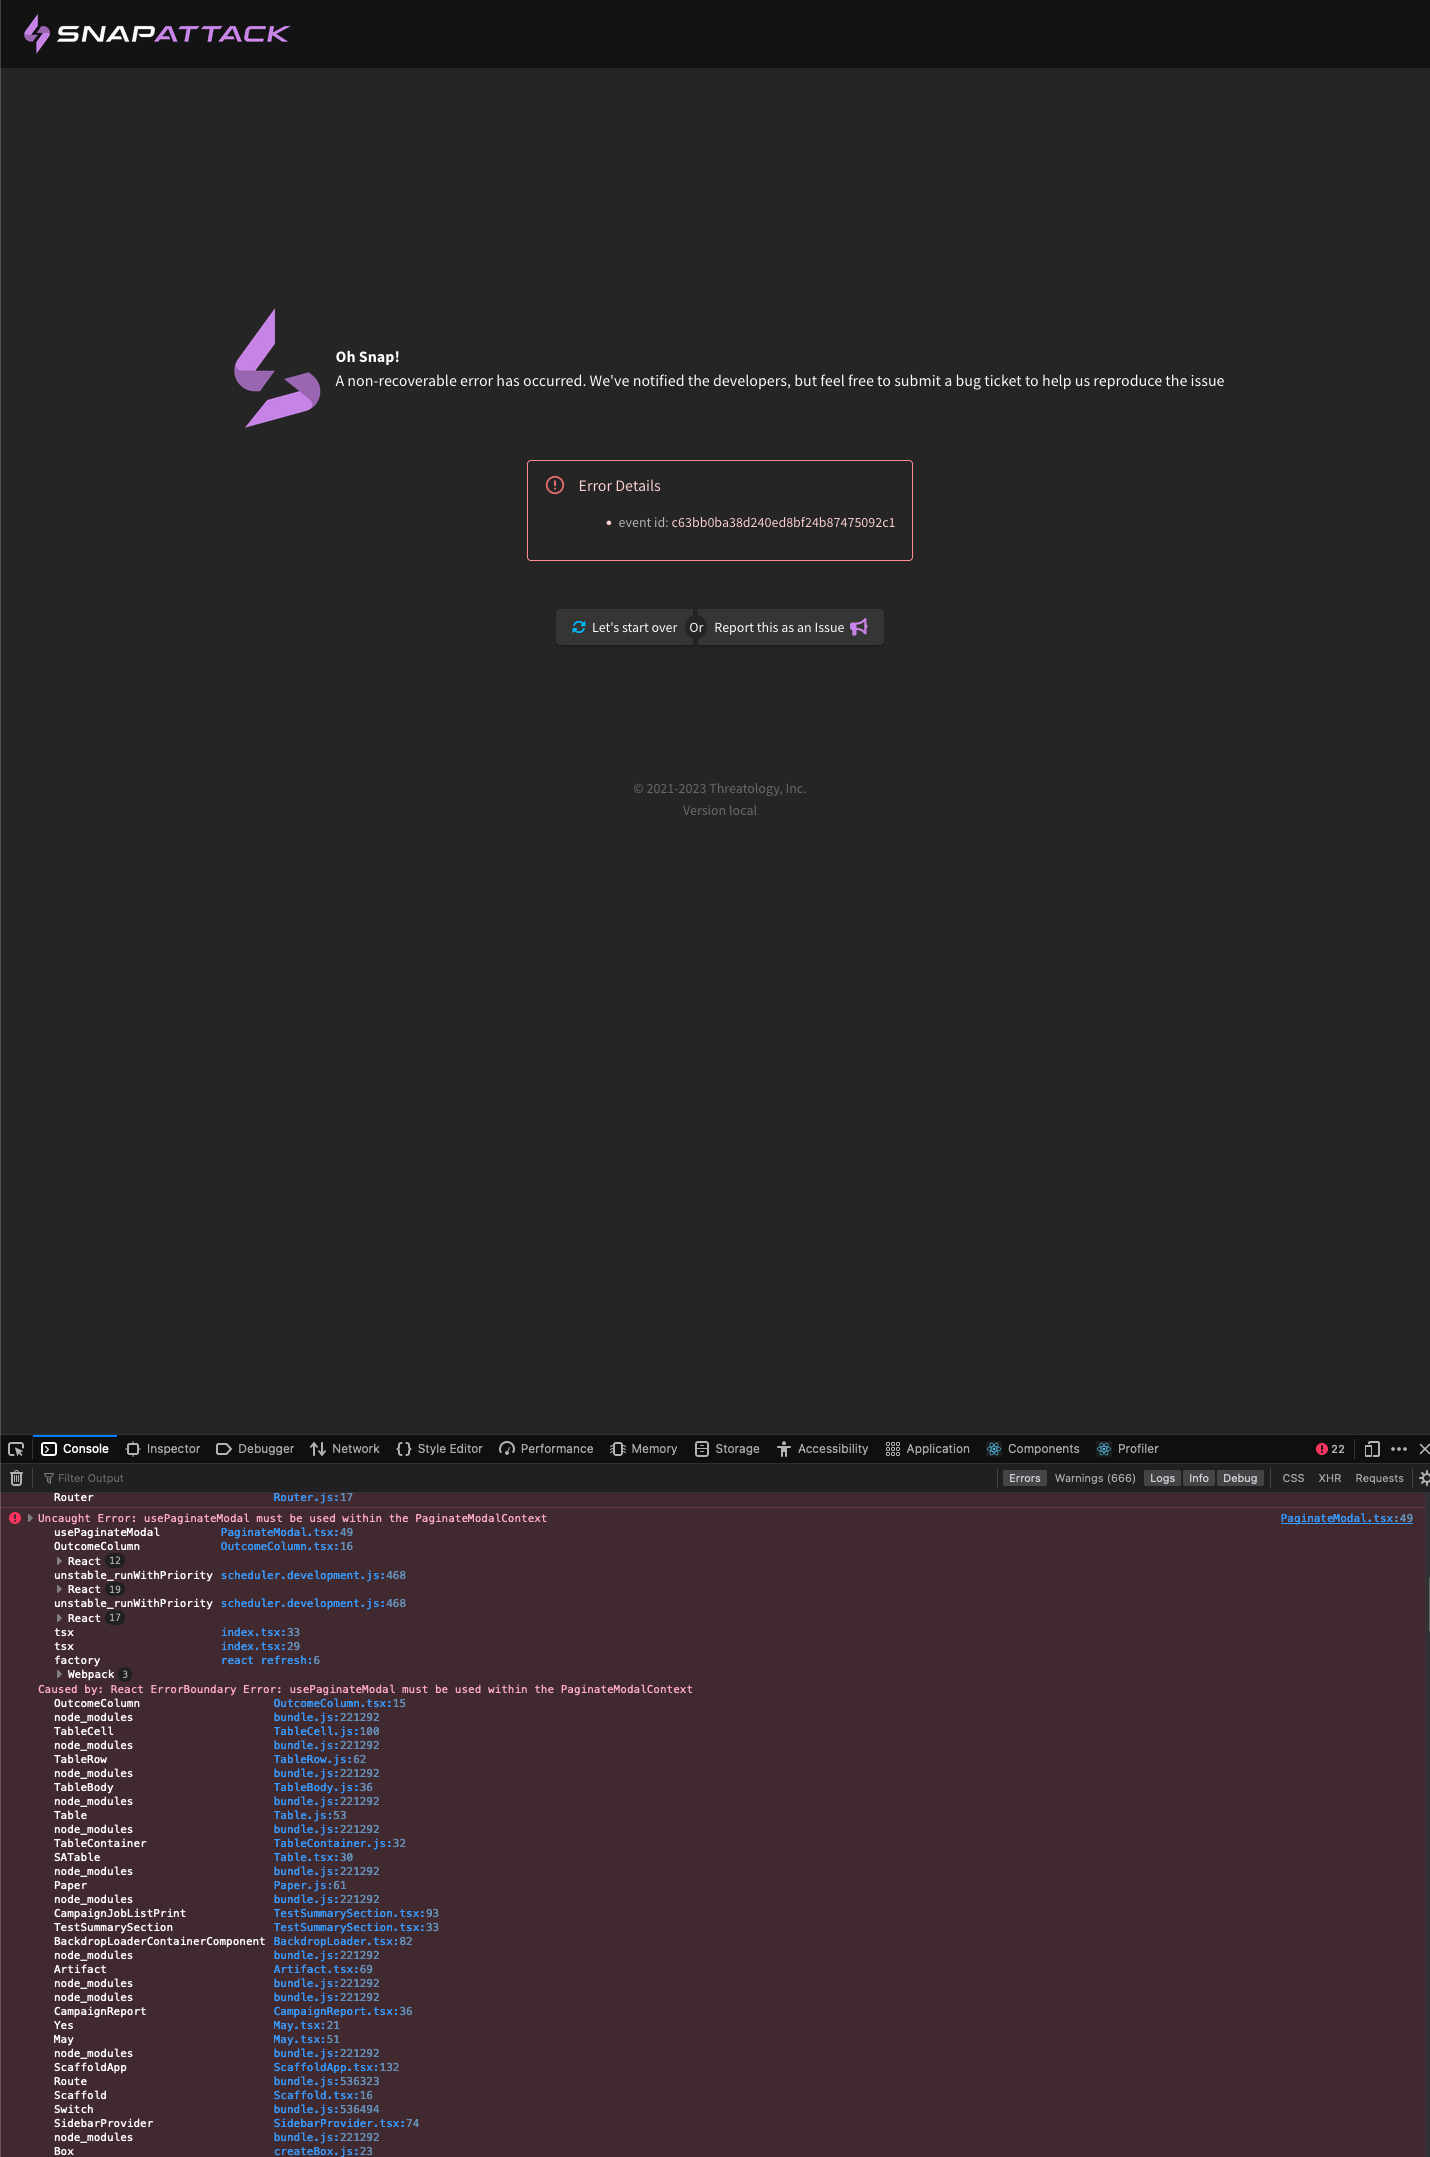 SNAPATTACK
Oh Snap!
A non-recoverable error has occurred. We've notified the developers, but feel free to submit a bug ticket to help us reproduce the issue
Error Details
• event id: c63bb0ba38d240ed8bf24b87475092c1
Let's start over Or Report this as an Issue
© 2021-2023 Threatology, Inc.
Version local
Console Inspector Debugger Network Style Editor Performance Memory Storage Accessibility Application Components Profiler 22
Filter Output Errors Warnings (666) Logs Info Debug CSS XHR Requests
Router Router.js:17
Uncaught Error: usePaginateModal must be used within the PaginateModalContext PaginateModal.tsx:49
usePaginateModal PaginateModal.tsx:49
OutcomeColumn OutcomeColumn.tsx:16
React 12
unstable_runWithPriority scheduler.development.js:468
React 19
unstable_runWithPriority scheduler.development.js:468
React 17
tsx index.tsx:33
tsx index.tsx:29
factory react refresh:6
Webpack 3
Caused by: React ErrorBoundary Error: usePaginateModal must be used within the PaginateModalContext
OutcomeColumn OutcomeColumn.tsx:15
node_modules bundle.js:221292
TableCell TableCell.js:100
node_modules bundle.js:221292
TableRow TableRow.js:62
node_modules bundle.js:221292
TableBody TableBody.js:36
node_modules bundle.js:221292
Table Table.js:53
node_modules bundle.js:221292
TableContainer TableContainer.js:32
SATable Table.tsx:30
node_modules bundle.js:221292
Paper Paper.js:61
node_modules bundle.js:221292
CampaignJobListPrint TestSummarySection.tsx:93
TestSummarySection TestSummarySection.tsx:33
BackdropLoaderContainerComponent BackdropLoader.tsx:82
node_modules bundle.js:221292
Artifact Artifact.tsx:69
node_modules bundle.js:221292
node_modules bundle.js:221292
CampaignReport CampaignReport.tsx:36
Yes May.tsx:21
May May.tsx:51
node_modules bundle.js:221292
ScaffoldApp ScaffoldApp.tsx:132
Route bundle.js:536323
Scaffold Scaffold.tsx:16
Switch bundle.js:536494
SidebarProvider SidebarProvider.tsx:74
node_modules bundle.js:221292
Box createBox.js:23